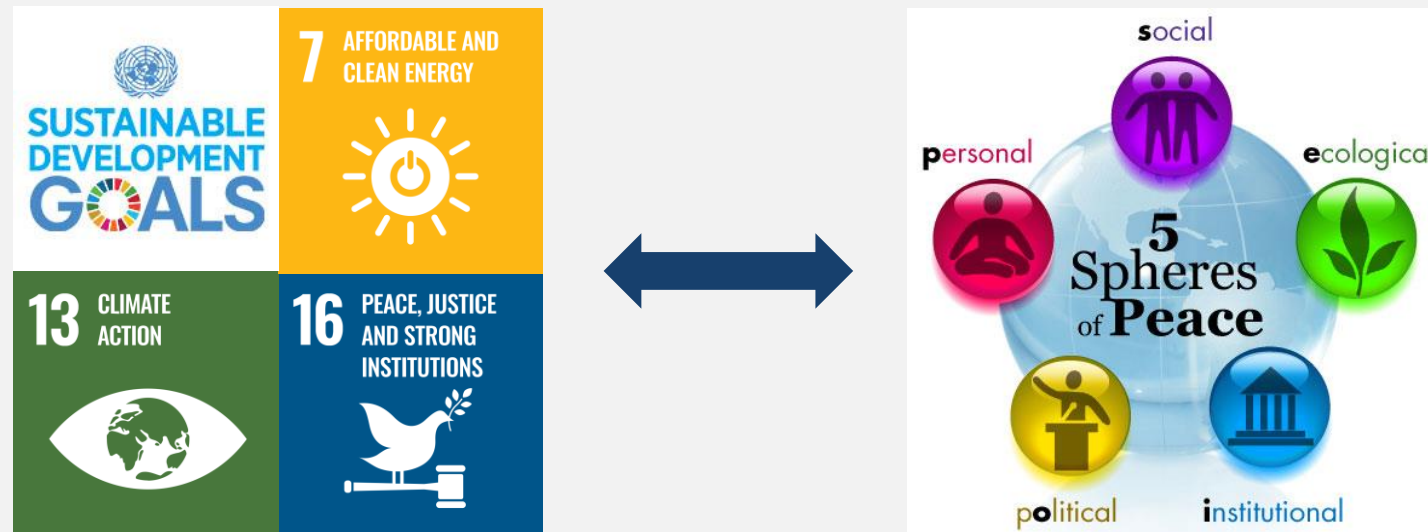 SUSTAINABLE
DEVELOPMENT
GOALS
7 AFFORDABLE AND
CLEAN ENERGY
13 CLIMATE
ACTION
16 PEACE, JUSTICE
AND STRONG
INSTITUTIONS
social
personal
ecologica
5
Spheres
of Peace
political
institutional